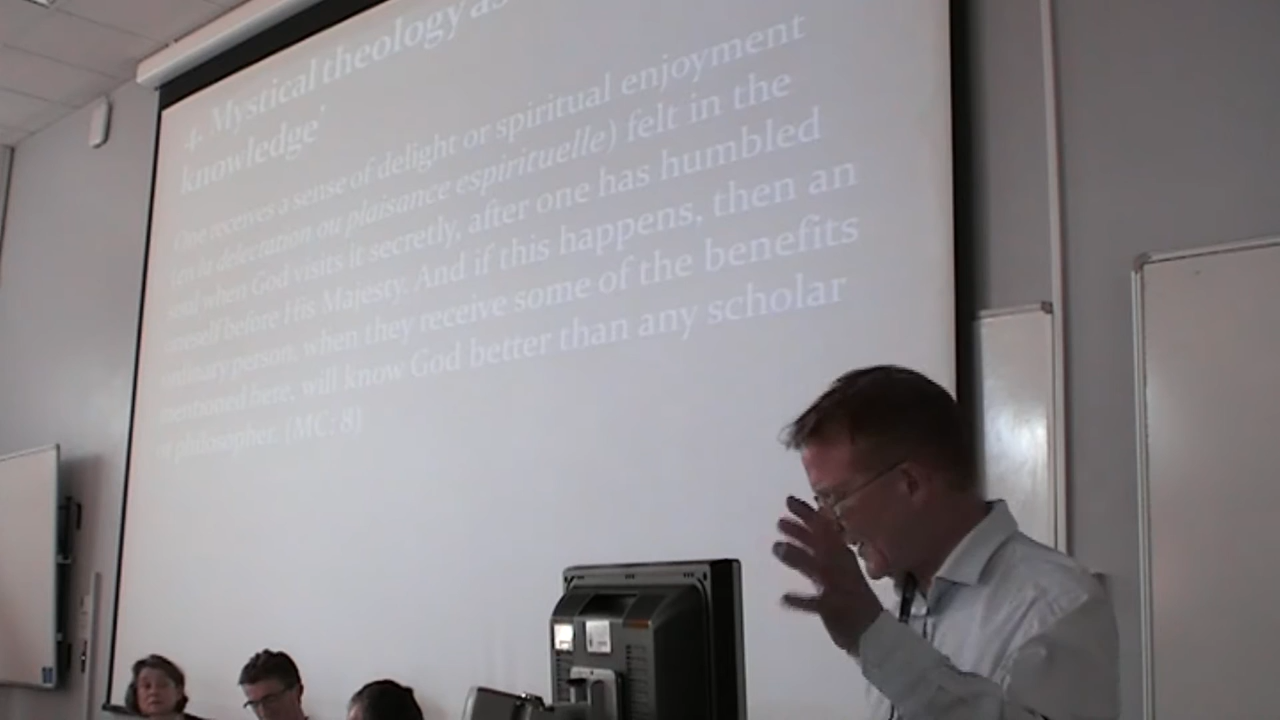 4. Mystical theology as
knowledge'
One receives a sense of delight or spiritual enjoyment
(en la delectation ou plaisance espirituelle) felt in the
soul when God visits it secretly, after one has humbled
oneself before His Majesty. And if this happens, then an
ordinary person, when they receive some of the benefits
mentioned here, will know God better than any scholar
or philosopher. (MC: 8)